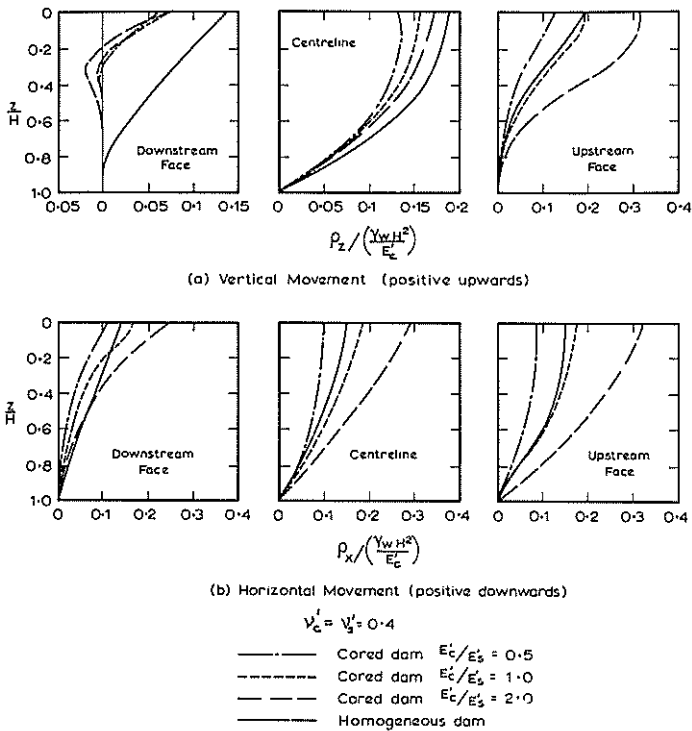 0
0·2
0·4
z/H
0·6
0·8
1·0
Downstream
Face
0·05 0 0·05 0·1 0·15
Centreline
0 0·05 0·1 0·15 0·2
Upstream
Face
0 0·1 0·2 0·3 0·4
ρz/(γw H²/E'c)
(a) Vertical Movement (positive upwards)
0
0·2
0·4
z/H
0·6
0·8
1·0
Downstream
Face
0 0·1 0·2 0·3 0·4
Centreline
0 0·1 0·2 0·3 0·4
Upstream
Face
0 0·1 0·2 0·3 0·4
ρx/(γw H²/E'c)
(b) Horizontal Movement (positive downwards)
ν'c = ν's = 0·4
Cored dam E'c/E's = 0·5
Cored dam E'c/E's = 1·0
Cored dam E'c/E's = 2·0
Homogeneous dam